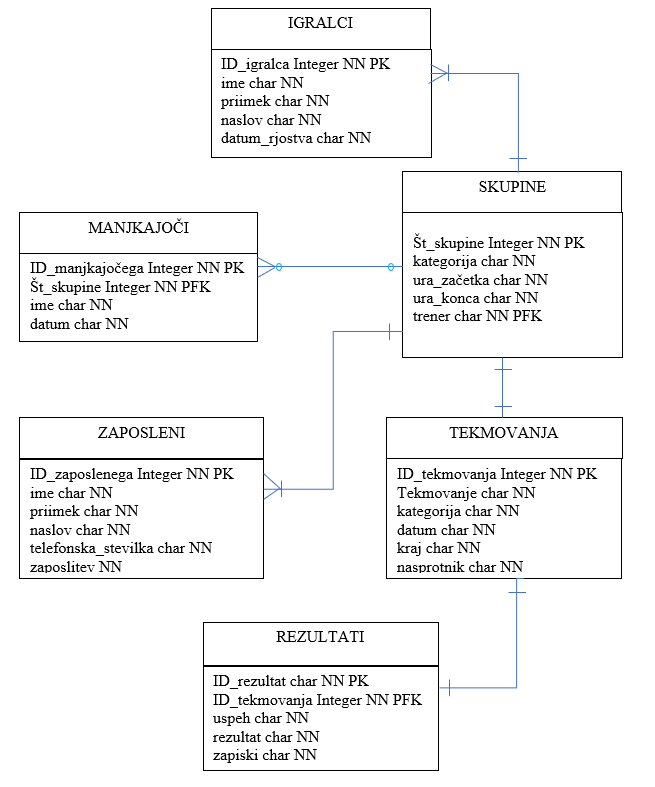 IGRALCI
ID_igralca Integer NN PK
ime char NN
priimek char NN
naslov char NN
datum_rjostva char NN
SKUPINE
Št_skupine Integer NN PK
kategorija char NN
ura_začetka char NN
ura_konca char NN
trener char NN PFK
MANJKAJOČI
ID_manjkajočega Integer NN PK
Št_skupine Integer NN PFK
ime char NN
datum char NN
ZAPOSLENI
ID_zaposlenega Integer NN PK
ime char NN
priimek char NN
naslov char NN
telefonska_stevilka char NN
zaposlitev NN
TEKMOVANJA
ID_tekmovanja Integer NN PK
Tekmovanje char NN
kategorija char NN
datum char NN
kraj char NN
nasprotnik char NN
REZULTATI
ID_rezultat char NN PK
ID_tekmovanja Integer NN PFK
uspeh char NN
rezultat char NN
zapiski char NN